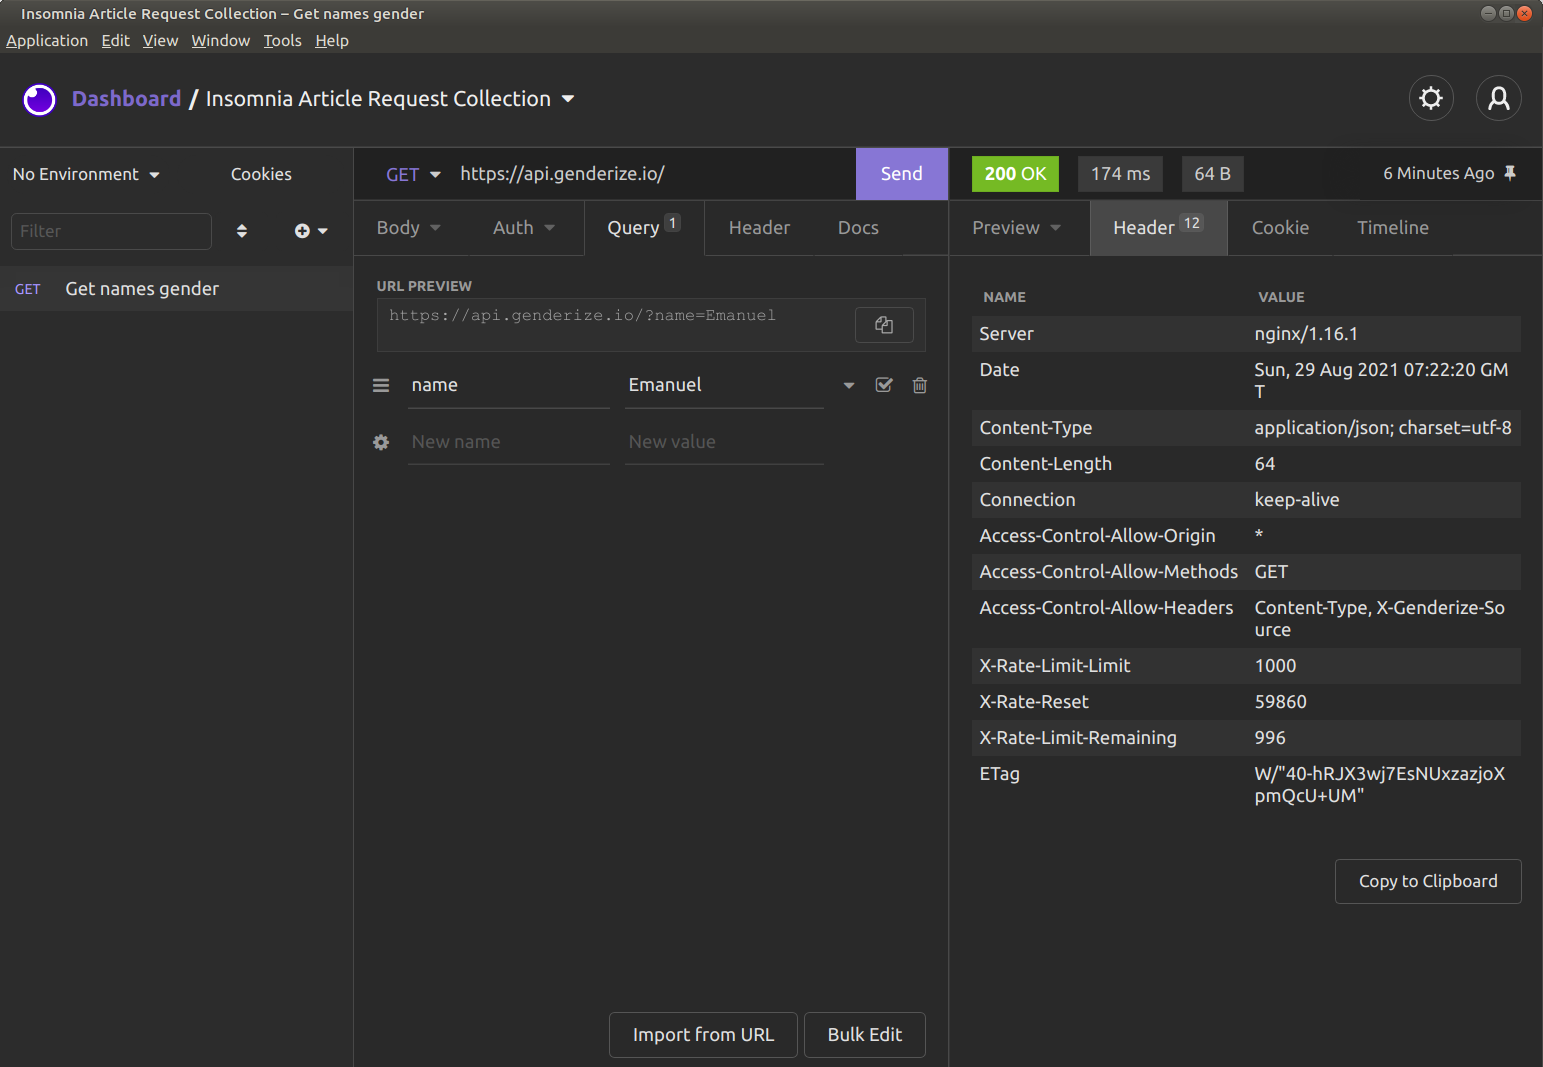 Insomnia Article Request Collection – Get names gender
Application Edit View Window Tools Help
Dashboard / Insomnia Article Request Collection
No Environment Cookies
GET https://api.genderize.io/ Send
200 OK 174 ms 64 B 6 Minutes Ago
Filter
Body Auth Query 1 Header Docs
Preview Header 12 Cookie Timeline
GET Get names gender
URL PREVIEW
https://api.genderize.io/?name=Emanuel
name Emanuel
New name New value
NAME VALUE
Server nginx/1.16.1
Date Sun, 29 Aug 2021 07:22:20 GM
T
Content-Type application/json; charset=utf-8
Content-Length 64
Connection keep-alive
Access-Control-Allow-Origin *
Access-Control-Allow-Methods GET
Access-Control-Allow-Headers Content-Type, X-Genderize-So
urce
X-Rate-Limit-Limit 1000
X-Rate-Reset 59860
X-Rate-Limit-Remaining 996
ETag W/"40-hRJX3wj7EsNUxzazjoX
pmQcU+UM"
Copy to Clipboard
Import from URL Bulk Edit